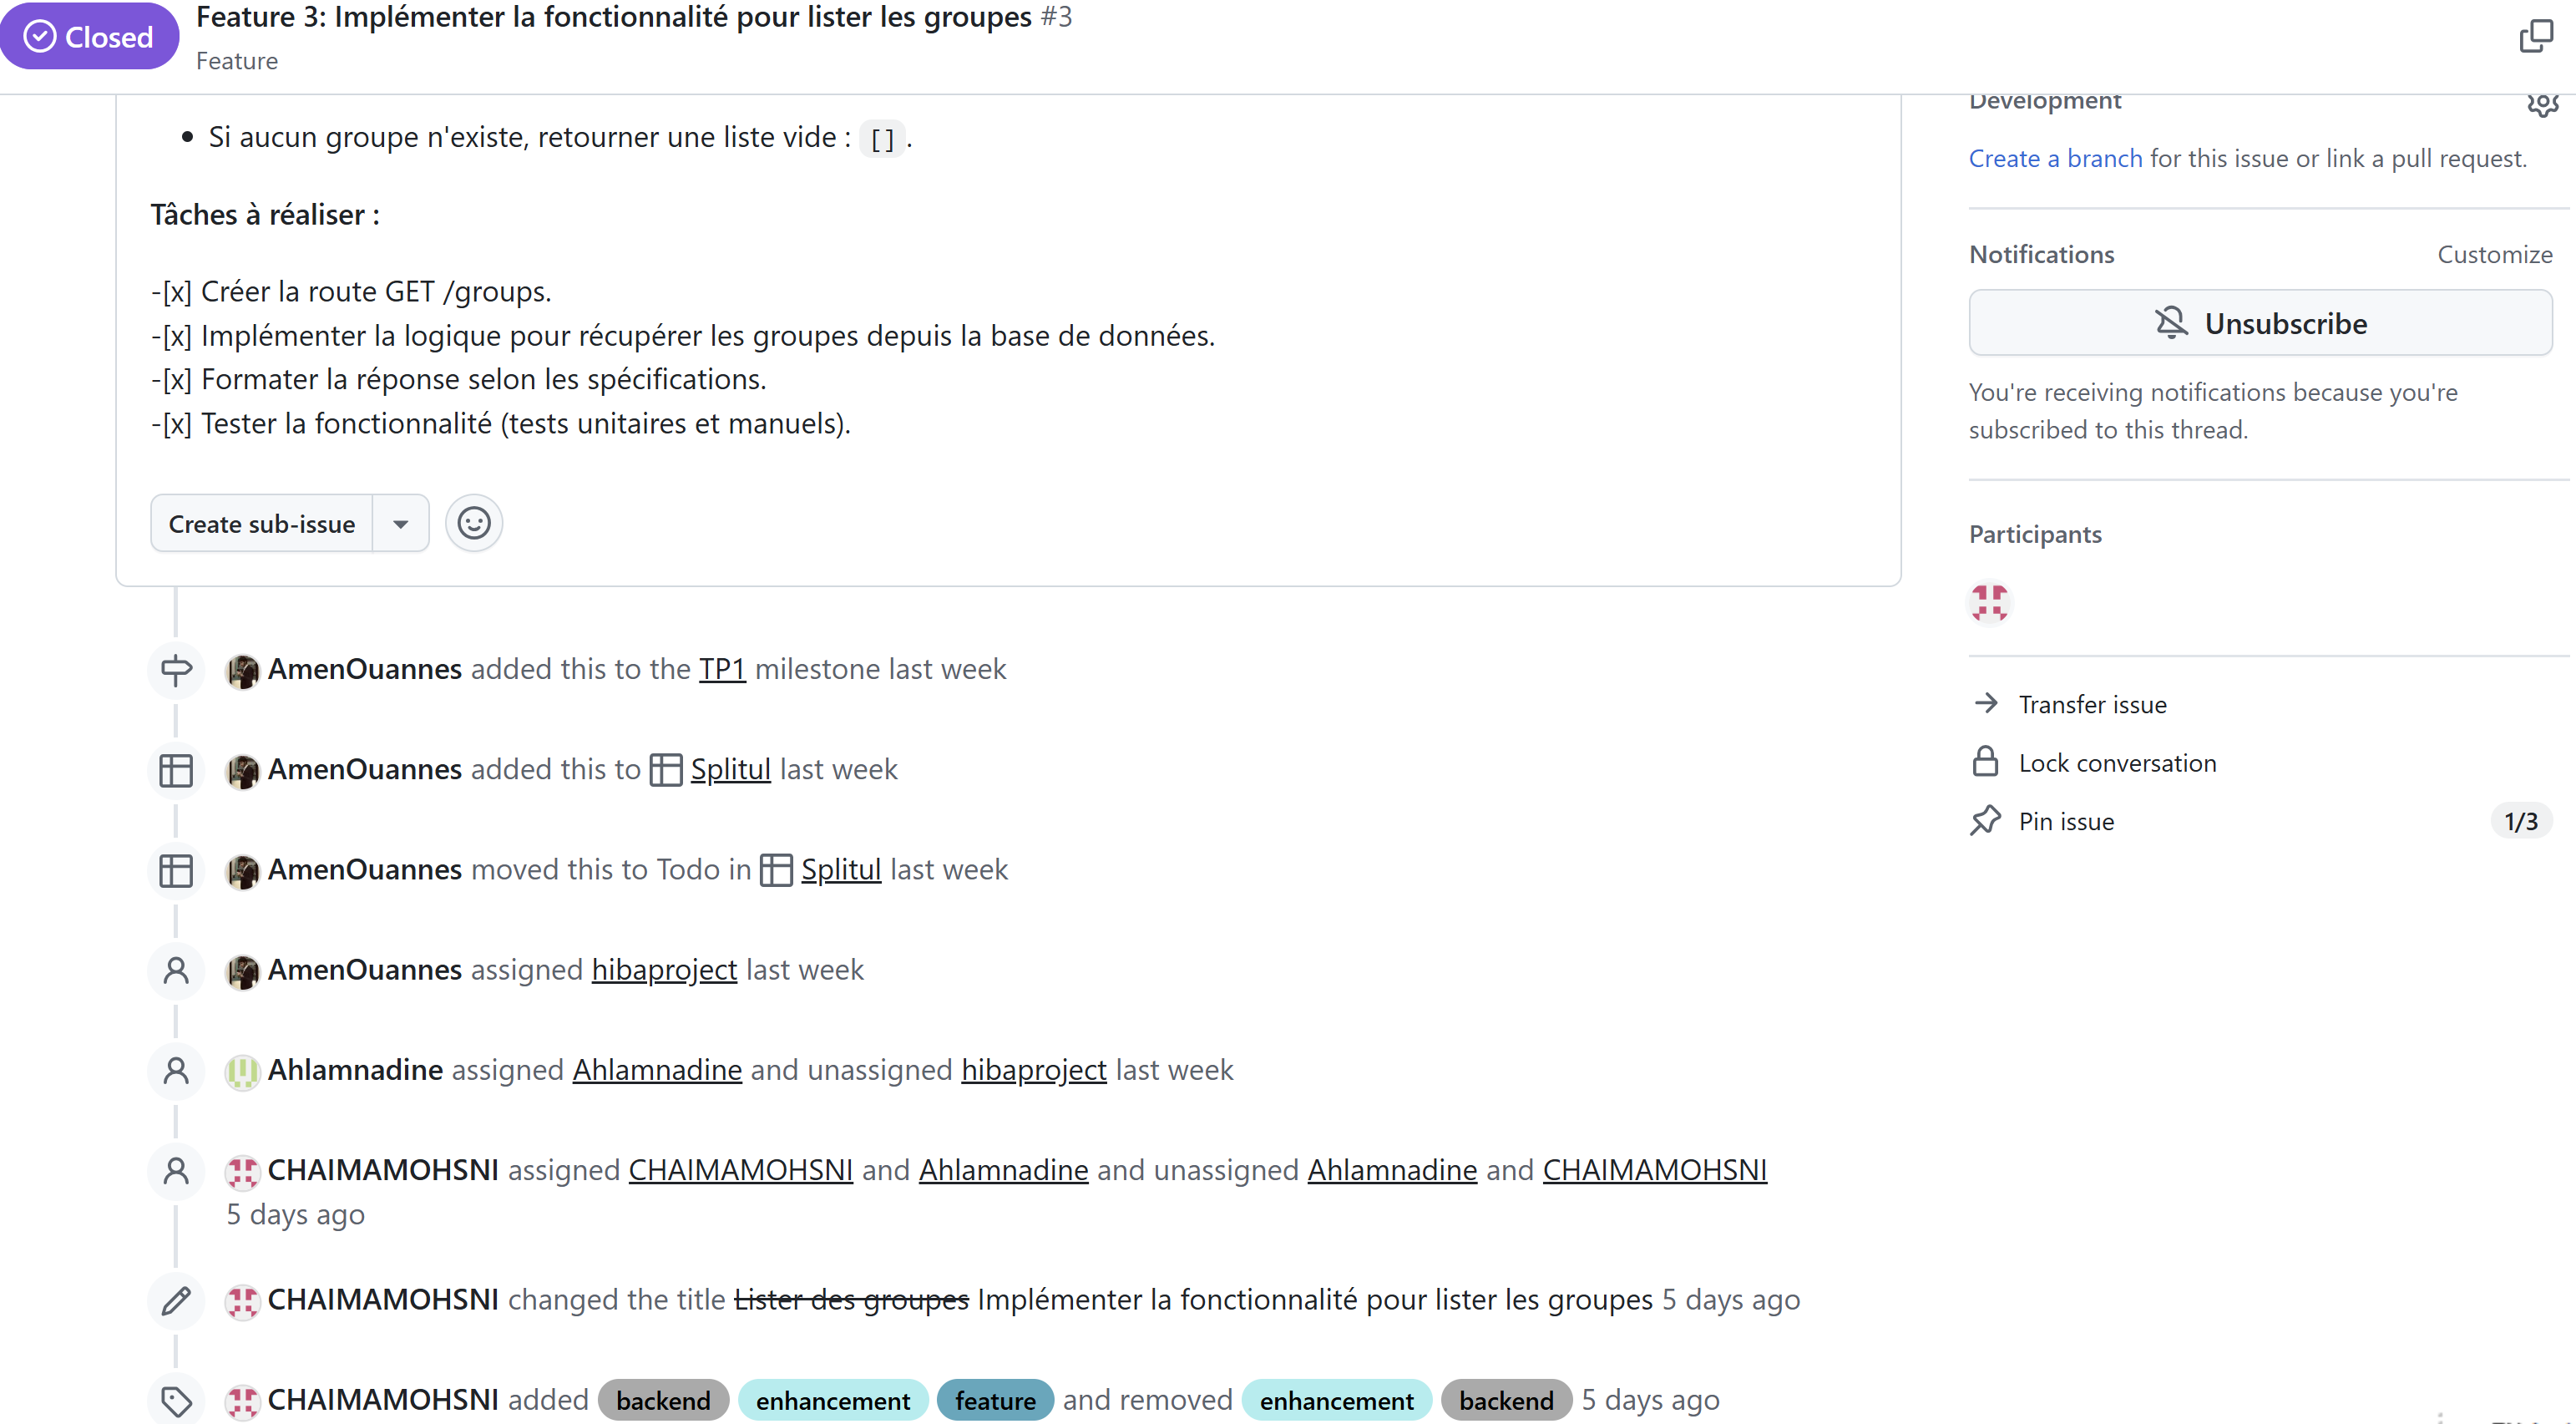 Closed
Feature 3: Implémenter la fonctionnalité pour lister les groupes #3
Feature
Si aucun groupe n'existe, retourner une liste vide : [].
Tâches à réaliser :
-[x] Créer la route GET /groups.
-[x] Implémenter la logique pour récupérer les groupes depuis la base de données.
-[x] Formater la réponse selon les spécifications.
-[x] Tester la fonctionnalité (tests unitaires et manuels).
Create sub-issue
AmenOuannes added this to the TP1 milestone last week
AmenOuannes added this to Splitul last week
AmenOuannes moved this to Todo in Splitul last week
AmenOuannes assigned hibaproject last week
Ahlamnadine assigned Ahlamnadine and unassigned hibaproject last week
CHAIMAMOHSNI assigned CHAIMAMOHSNI and Ahlamnadine and unassigned Ahlamnadine and CHAIMAMOHSNI
5 days ago
CHAIMAMOHSNI changed the title Lister des groupes Implémenter la fonctionnalité pour lister les groupes 5 days ago
CHAIMAMOHSNI added backend enhancement feature and removed enhancement backend 5 days ago
Development
Create a branch for this issue or link a pull request.
Notifications
Customize
Unsubscribe
You're receiving notifications because you're
subscribed to this thread.
Participants
Transfer issue
Lock conversation
Pin issue
1/3